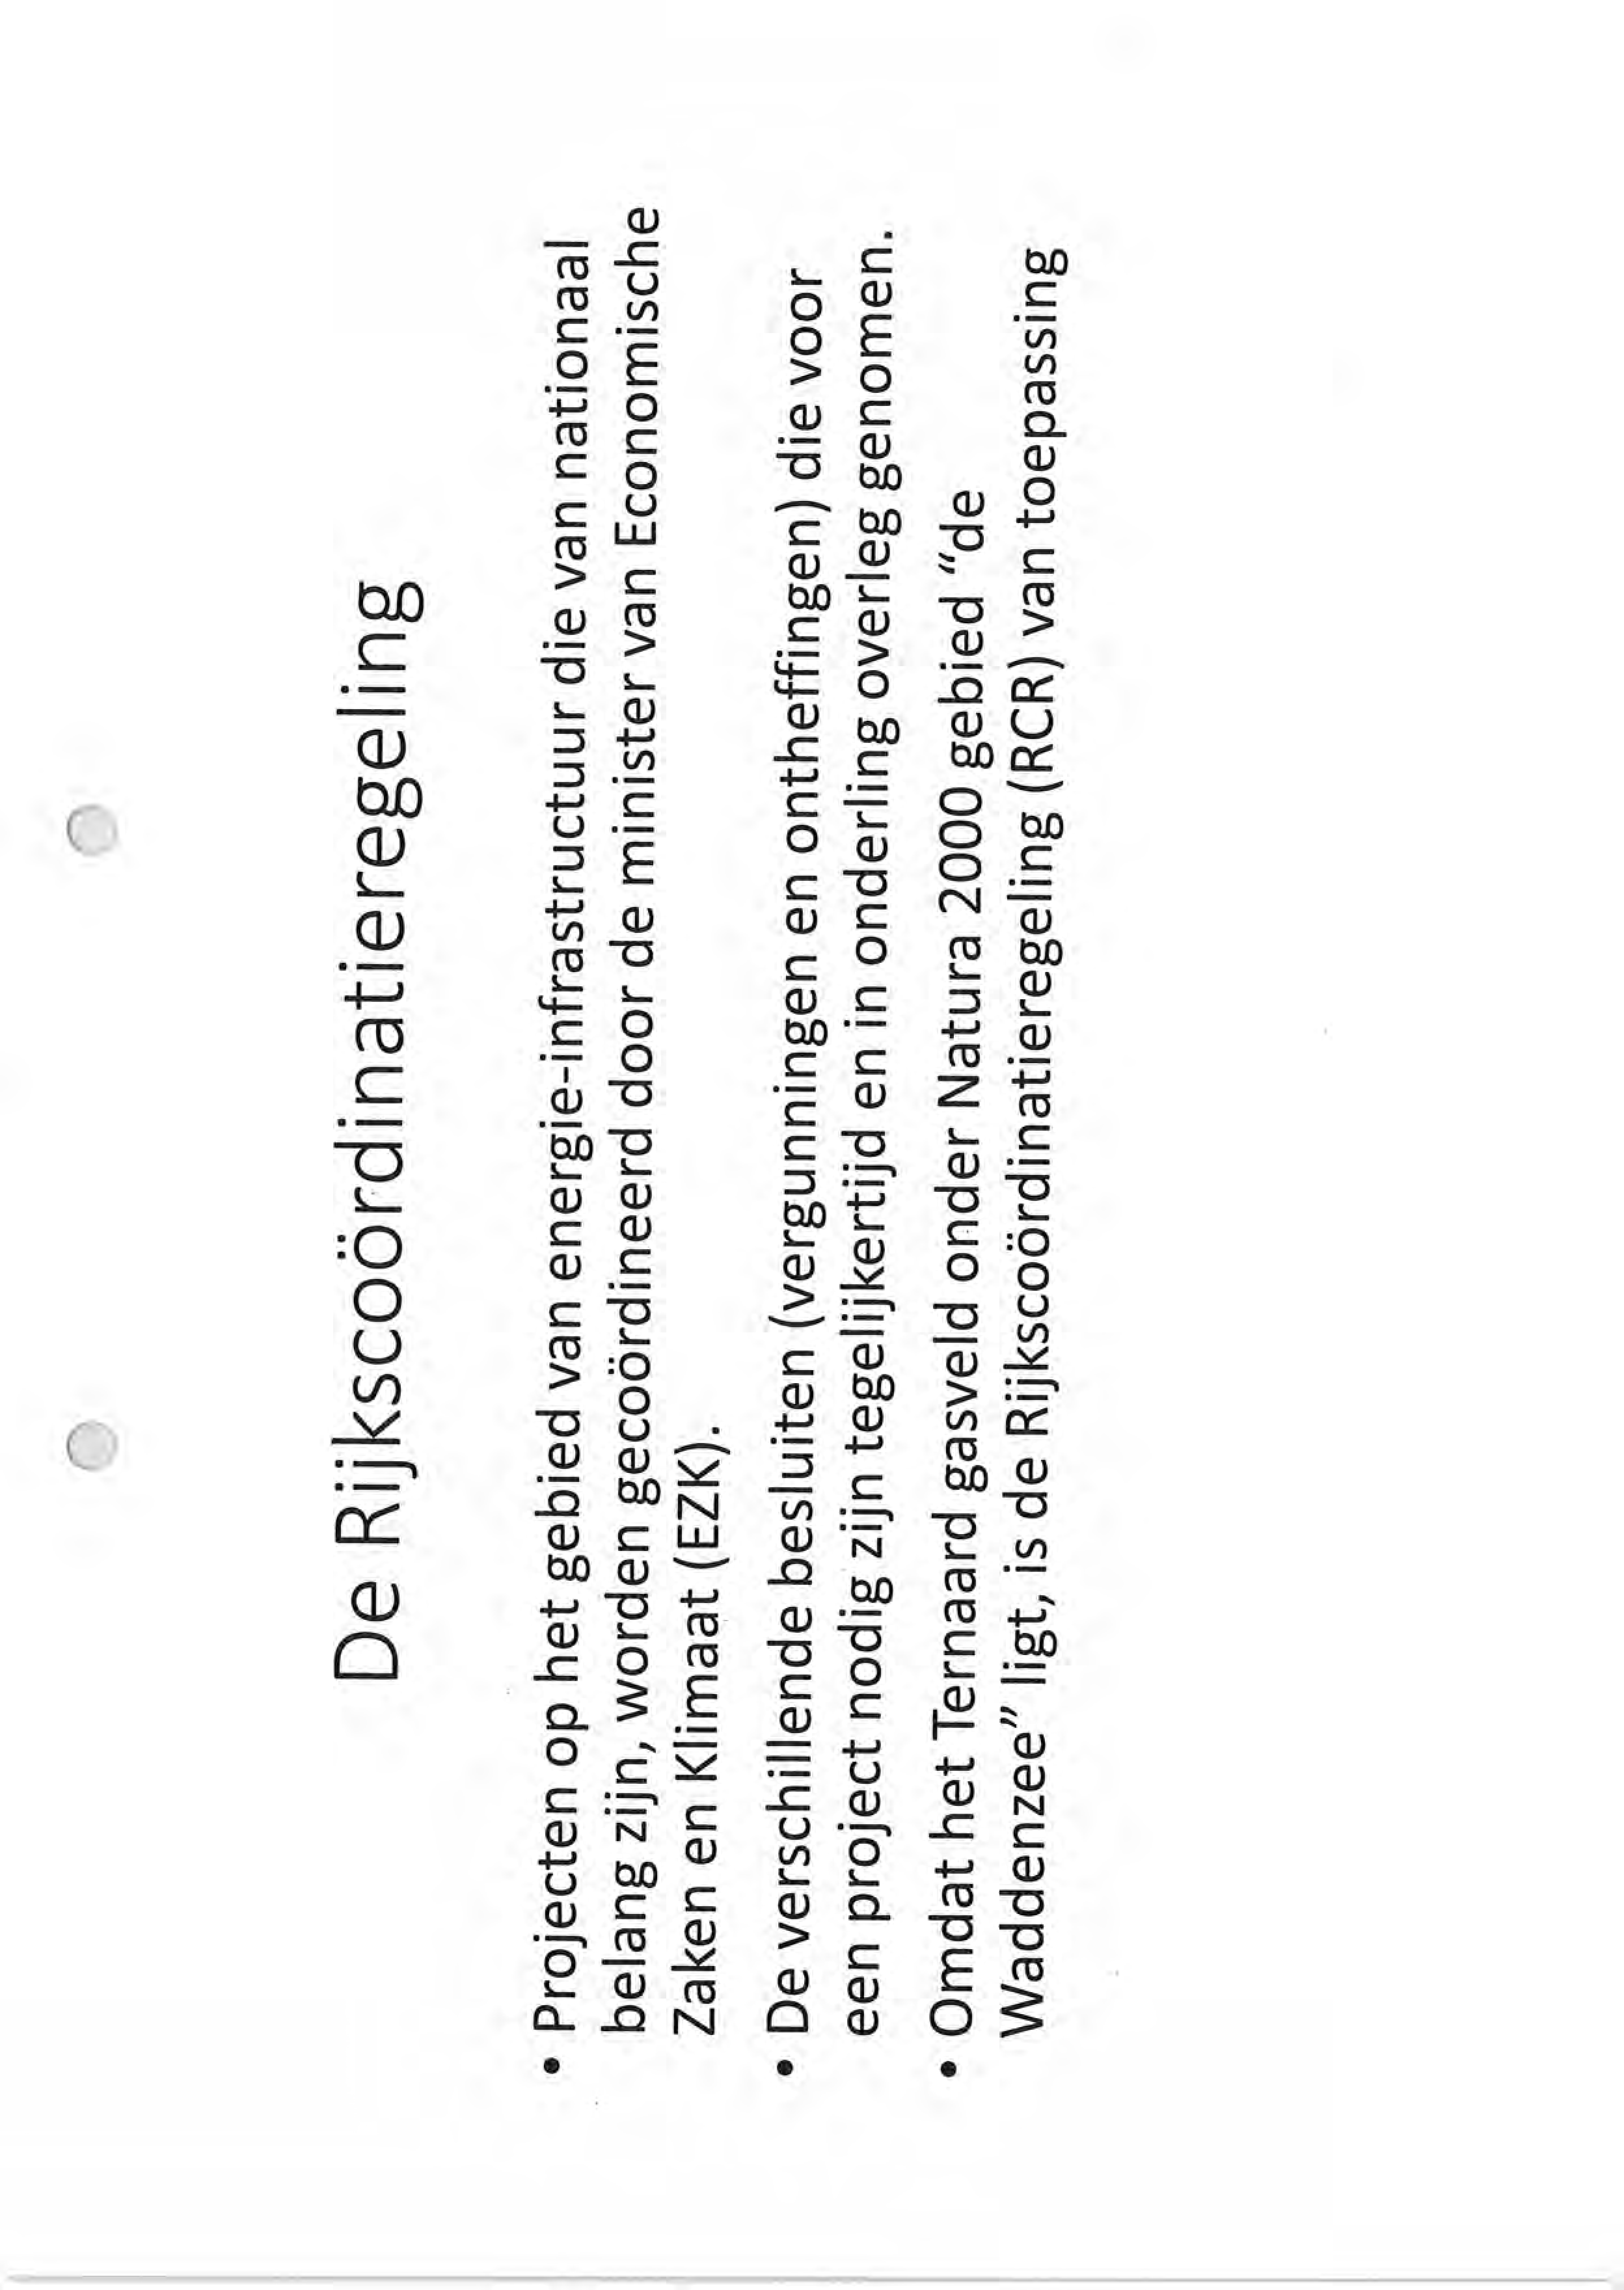 De Rijkscoördinatieregeling
• Projecten op het gebied van energie-infrastructuur die van nationaal
belang zijn, worden gecoördineerd door de minister van Economische
Zaken en Klimaat (EZK).
• De verschillende besluiten (vergunningen en ontheffingen) die voor
een project nodig zijn tegelijkertijd en in onderling overleg genomen.
• Omdat het Ternaard gasveld onder Natura 2000 gebied “de
Waddenzee” ligt, is de Rijkscoördinatieregeling (RCR) van toepassing